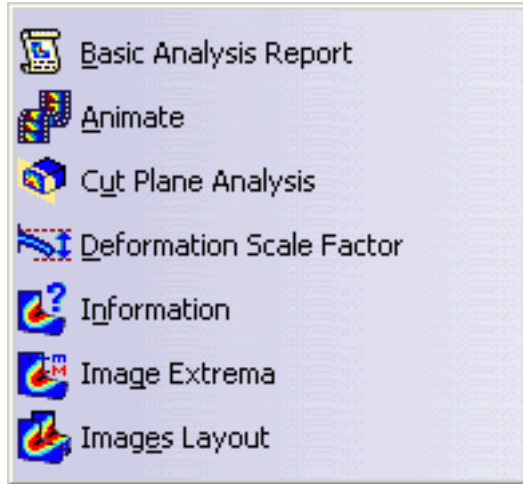 Basic Analysis Report
Animate
Cut Plane Analysis
Deformation Scale Factor
Information
Image Extrema
Images Layout